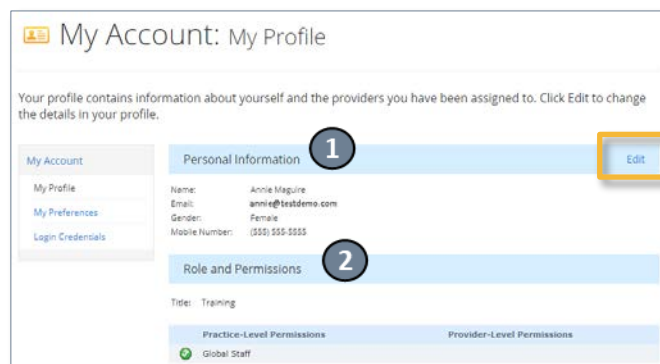 My Account: My Profile
Your profile contains information about yourself and the providers you have been assigned to. Click Edit to change
the details in your profile.
My Account
My Profile
My Preferences
Login Credentials
Personal Information
1
Edit
Name: Annie Maguire
Email: annie@testdemo.com
Gender: Female
Mobile Number: (555) 555-5555
Role and Permissions
2
Title: Training
Practice-Level Permissions Provider-Level Permissions
Global Staff